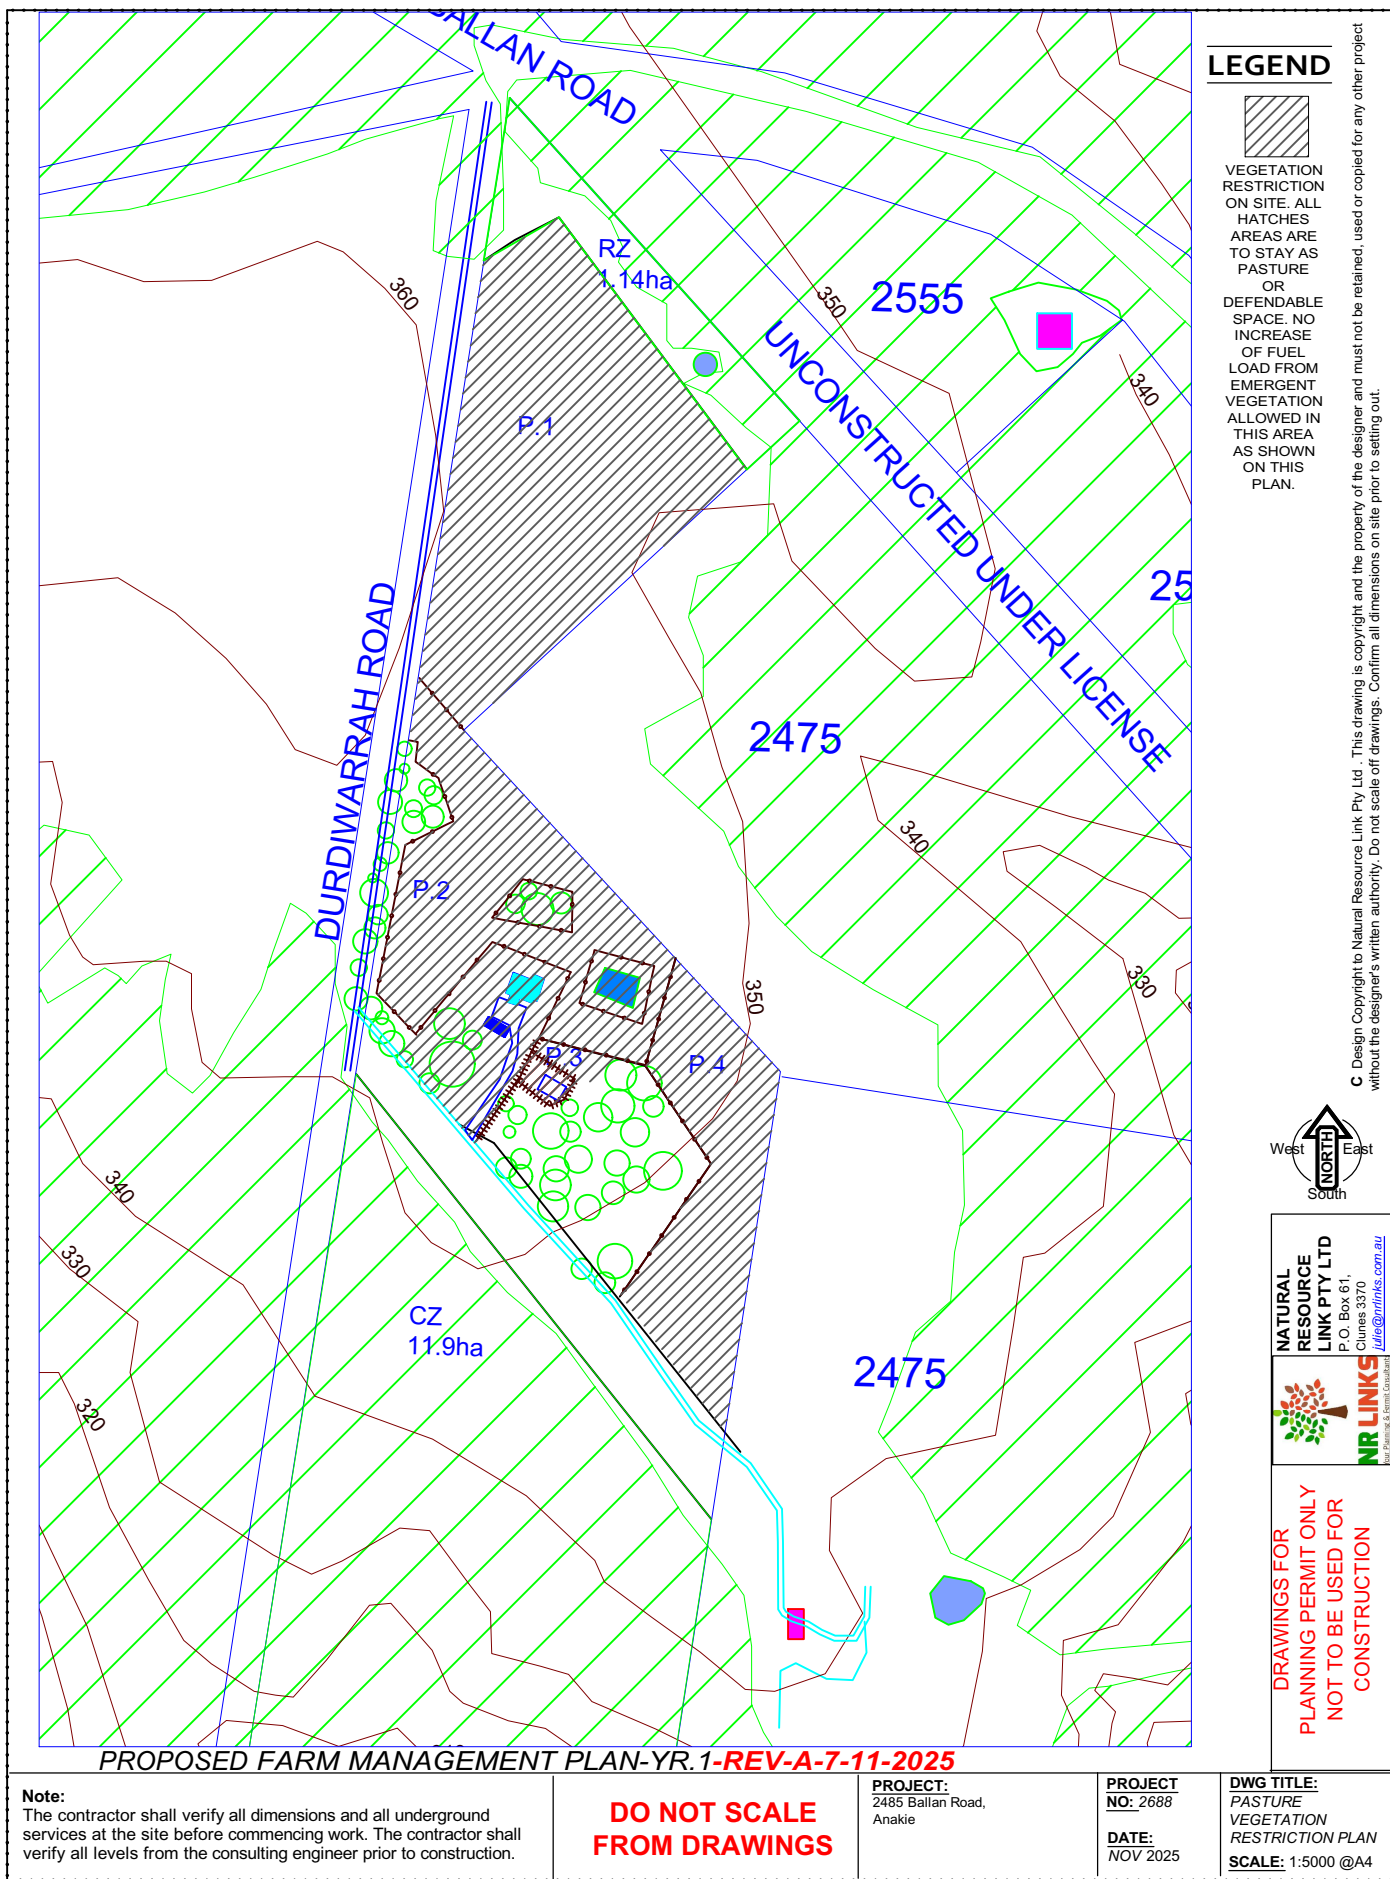 BALLAN ROAD
RZ
1.14ha
360
350
2555
340
P.1
UNCONSTRUCTED UNDER LICENSE
25
DURDIWARRAH ROAD
2475
340
P.2
330
350
P.3
P.4
340
330
CZ
11.9ha
2475
320
LEGEND
VEGETATION
RESTRICTION
ON SITE. ALL
HATCHES
AREAS ARE
TO STAY AS
PASTURE
OR
DEFENDABLE
SPACE. NO
INCREASE
OF FUEL
LOAD FROM
EMERGENT
VEGETATION
ALLOWED IN
THIS AREA
AS SHOWN
ON THIS
PLAN.
C Design Copyright to Natural Resource Link Pty Ltd . This drawing is copyright and the property of the designer and must not be retained, used or copied for any other project
without the designer's written authority. Do not scale off drawings. Confirm all dimensions on site prior to setting out.
West
NORTH
East
South
NATURAL
RESOURCE
LINK PTY LTD
P.O. Box 61,
Clunes 3370
julie@nrlinks.com.au
NR LINKS
Your Planning & Permit Consultants
DRAWINGS FOR
PLANNING PERMIT ONLY
NOT TO BE USED FOR
CONSTRUCTION
PROPOSED FARM MANAGEMENT PLAN-YR.1-REV-A-7-11-2025
Note:
The contractor shall verify all dimensions and all underground
services at the site before commencing work. The contractor shall
verify all levels from the consulting engineer prior to construction.
DO NOT SCALE
FROM DRAWINGS
PROJECT:
2485 Ballan Road,
Anakie
PROJECT
NO: 2688
DATE:
NOV 2025
DWG TITLE:
PASTURE
VEGETATION
RESTRICTION PLAN
SCALE: 1:5000 @A4